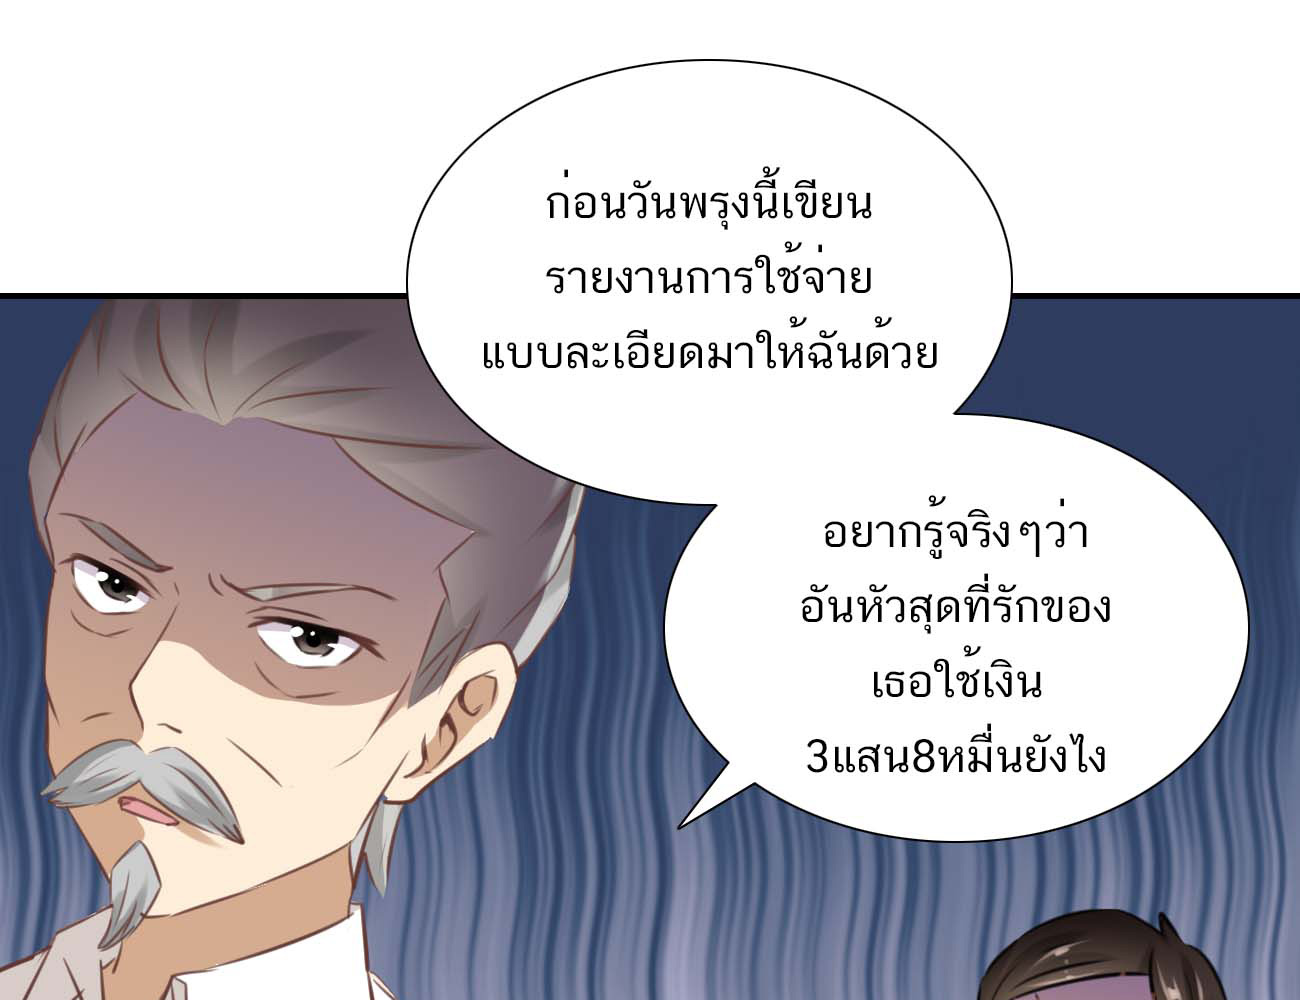 ก่อนวันพรุงนี้เขียน
รายงานการใช้จ่าย
แบบละเอียดมาให้ฉันด้วย
อยากรู้จริงๆว่า
อันหัวสุดที่รักของ
เธอใช้เงิน
3แสน8หมื่นยังไง